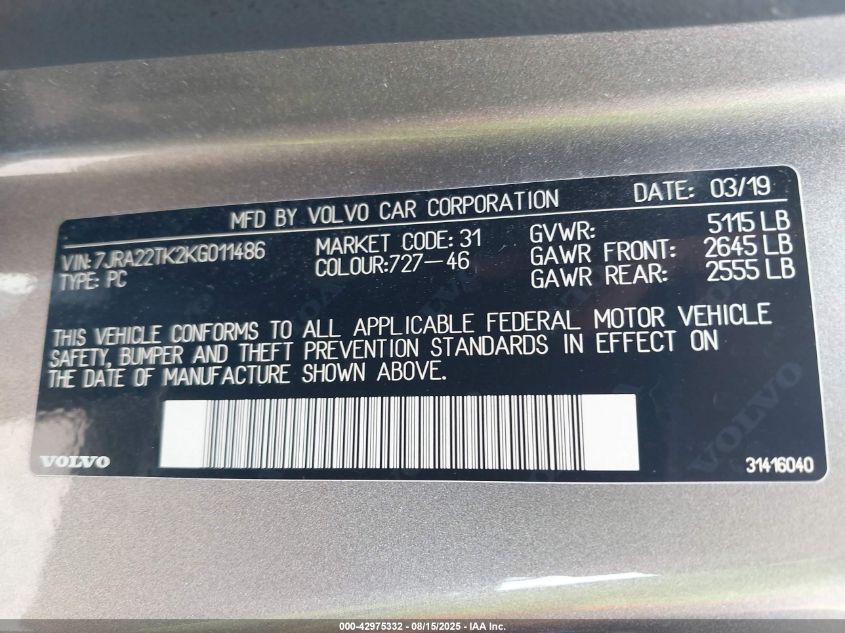 MFD BY VOLVO CAR CORPORATION DATE: 03/19
VIN: 7JRA22TK2KG011486 MARKET CODE: 31 GVWR: 5115 LB
TYPE: PC COLOUR:727-46 GAWR FRONT: 2645 LB
GAWR REAR: 2555 LB
THIS VEHICLE CONFORMS TO ALL APPLICABLE FEDERAL MOTOR VEHICLE
SAFETY, BUMPER AND THEFT PREVENTION STANDARDS IN EFFECT ON
THE DATE OF MANUFACTURE SHOWN ABOVE.
VOLVO 31416040
VOLVO
000-42975332 - 08/15/2025 - IAA Inc.